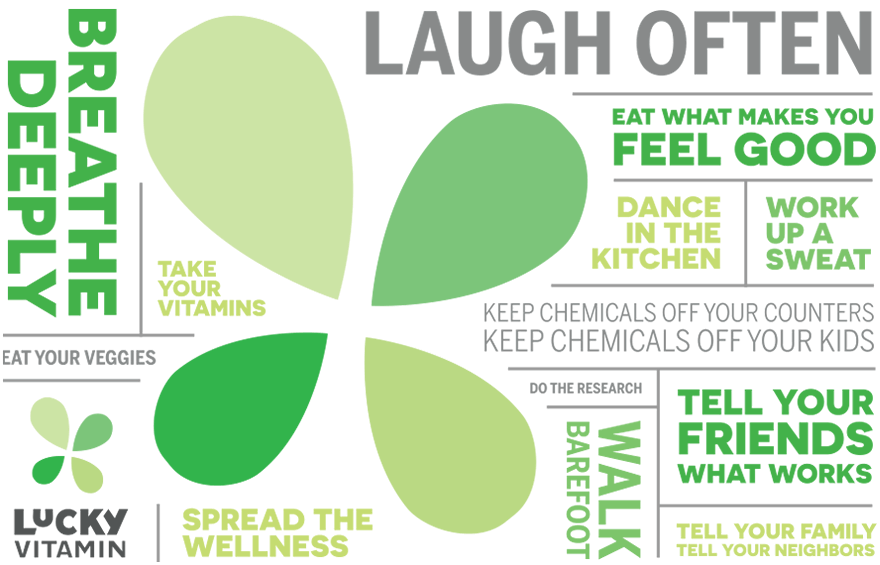 BREATHE
DEEPLY
LAUGH OFTEN
EAT WHAT MAKES YOU
FEEL GOOD
DANCE
IN THE
KITCHEN
WORK
UP A
SWEAT
TAKE
YOUR
VITAMINS
KEEP CHEMICALS OFF YOUR COUNTERS
KEEP CHEMICALS OFF YOUR KIDS
EAT YOUR VEGGIES
DO THE RESEARCH
TELL YOUR
FRIENDS
WHAT WORKS
WALK
BAREFOOT
LUCKY
VITAMIN
SPREAD THE
WELLNESS
TELL YOUR FAMILY
TELL YOUR NEIGHBORS